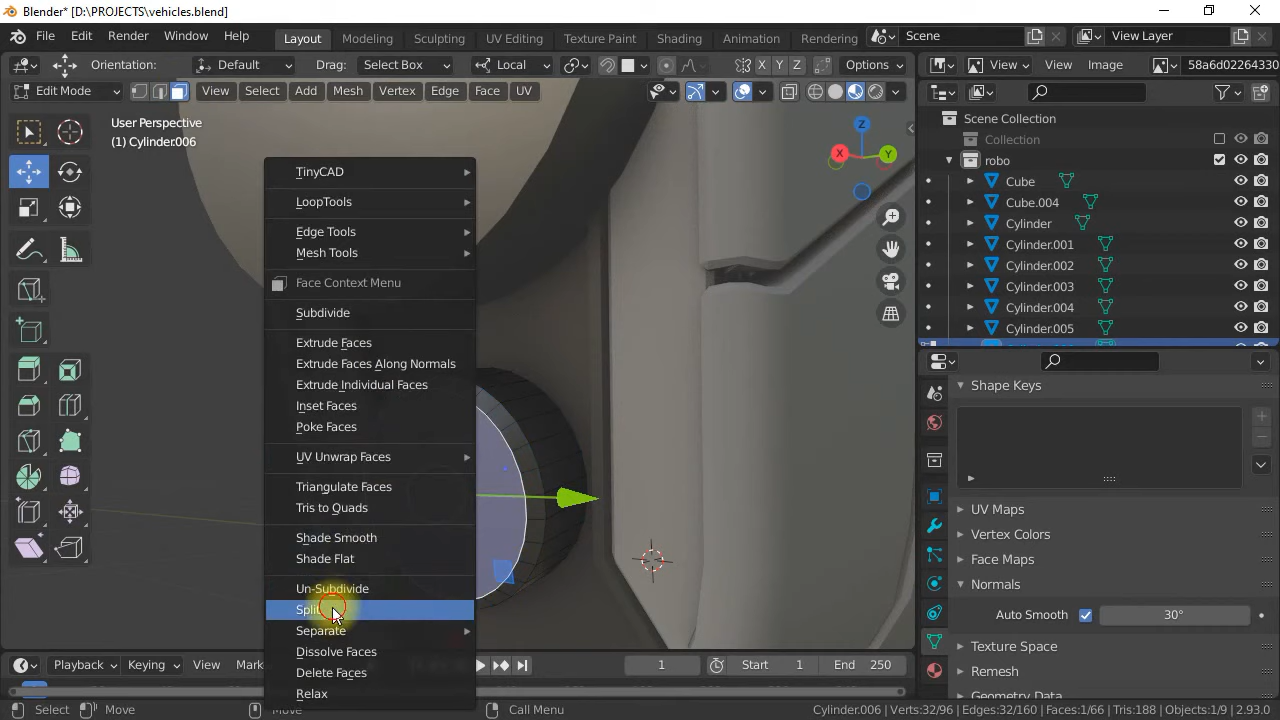 Blender* [D:\PROJECTS\vehicles.blend]
File Edit Render Window Help Layout Modeling Sculpting UV Editing Texture Paint Shading Animation Rendering Scene View Layer
Orientation: Default Drag: Select Box Local X Y Z Options View View Image 58a6d02264330
Edit Mode View Select Add Mesh Vertex Edge Face UV
User Perspective
(1) Cylinder.006
Z
X Y
TinyCAD
LoopTools
Edge Tools
Mesh Tools
Face Context Menu
Subdivide
Extrude Faces
Extrude Faces Along Normals
Extrude Individual Faces
Inset Faces
Poke Faces
UV Unwrap Faces
Triangulate Faces
Tris to Quads
Shade Smooth
Shade Flat
Un-Subdivide
Split
Separate
Dissolve Faces
Delete Faces
Relax
Scene Collection
Collection
robo
Cube
Cube.004
Cylinder
Cylinder.001
Cylinder.002
Cylinder.003
Cylinder.004
Cylinder.005
Shape Keys
UV Maps
Vertex Colors
Face Maps
Normals
Auto Smooth 30°
Texture Space
Remesh
Geometry Data
Playback Keying View Mark 1 Start 1 End 250
Select Move Move Call Menu Cylinder.006 | Verts:32/96 | Edges:32/160 | Faces:1/66 | Tris:188 | Objects:1/9 | 2.93.0